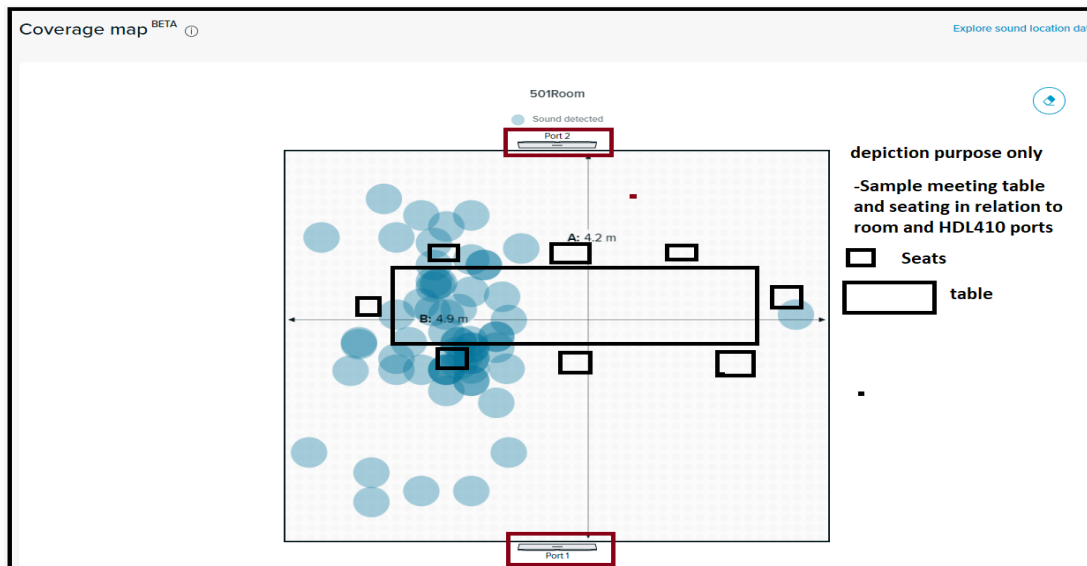 Coverage map BETA
Explore sound location dat
501Room
Sound detected
Port 2
depiction purpose only
-Sample meeting table
and seating in relation to
room and HDL410 ports
A: 4.2 m
Seats
table
B: 4.9 m
Port 1